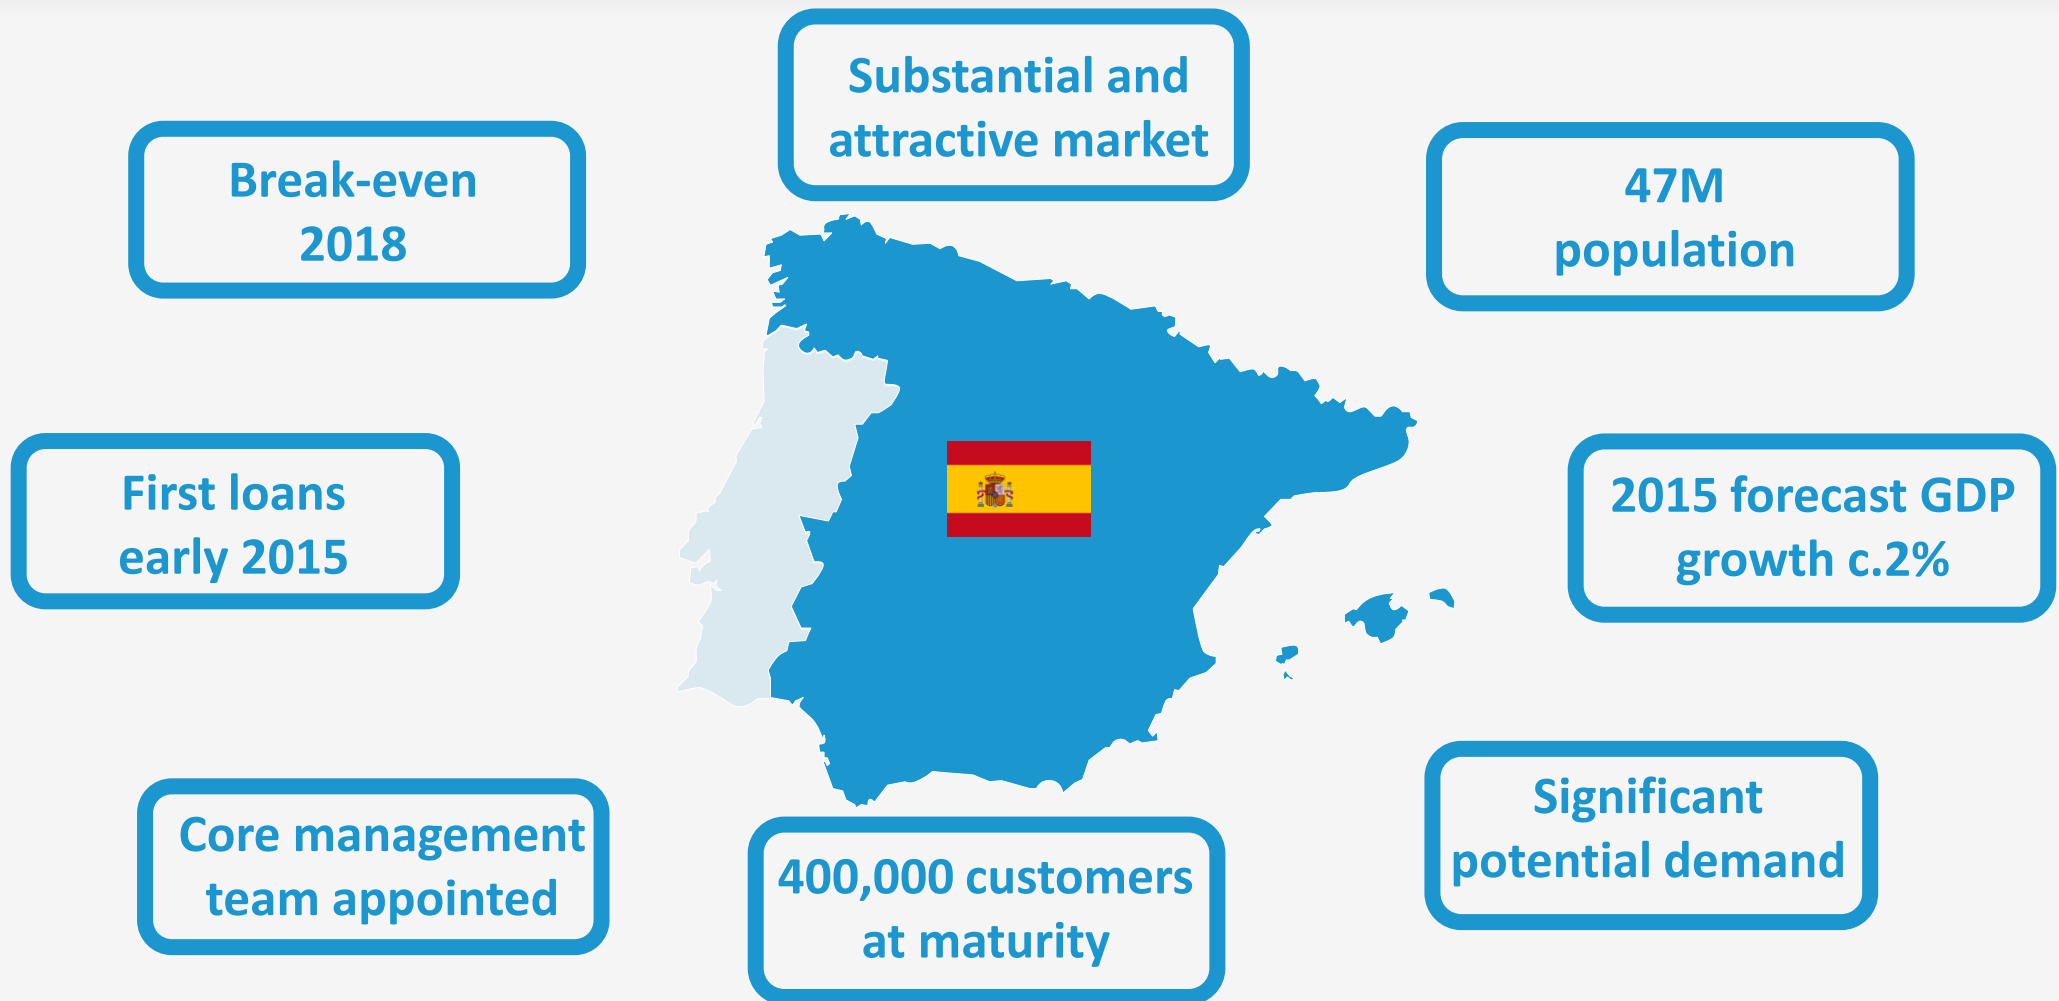 Substantial and
attractive market
Break-even
2018
47M
population
First loans
early 2015
2015 forecast GDP
growth c.2%
Core management
team appointed
400,000 customers
at maturity
Significant
potential demand